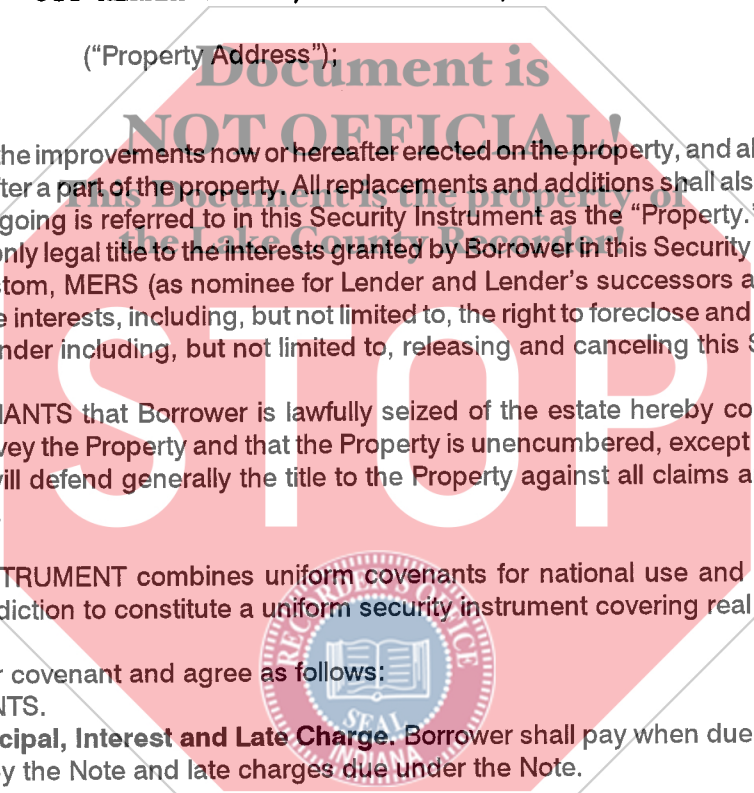 ("Property Address");
Document is
NOT OFFICIAL!
the improvements now or hereafter erected on the property, and
a part of the property. All replacements and additions shall
This Document is the property of
going is referred to in this Security Instrument as the "Property."
only legal title to the interests granted by Borrower in this Security
the Lake County Recorder!
MERS (as nominee for Lender and Lender's successors
interests, including, but not limited to, the right to foreclose and
including, but not limited to, releasing and canceling this
STOP
ANTS that Borrower is lawfully seized of the estate hereby co
vey the Property and that the Property is unencumbered, except
ill defend generally the title to the Property against all claims a
TRUMENT combines uniform covenants for national use and
diction to constitute a uniform security instrument covering real
covenant and agree as follows:
NTS.
cipal, Interest and Late Charge. Borrower shall pay when due
y the Note and late charges due under the Note.
RECORDER'S OFFICE
SEAL
INDIANA